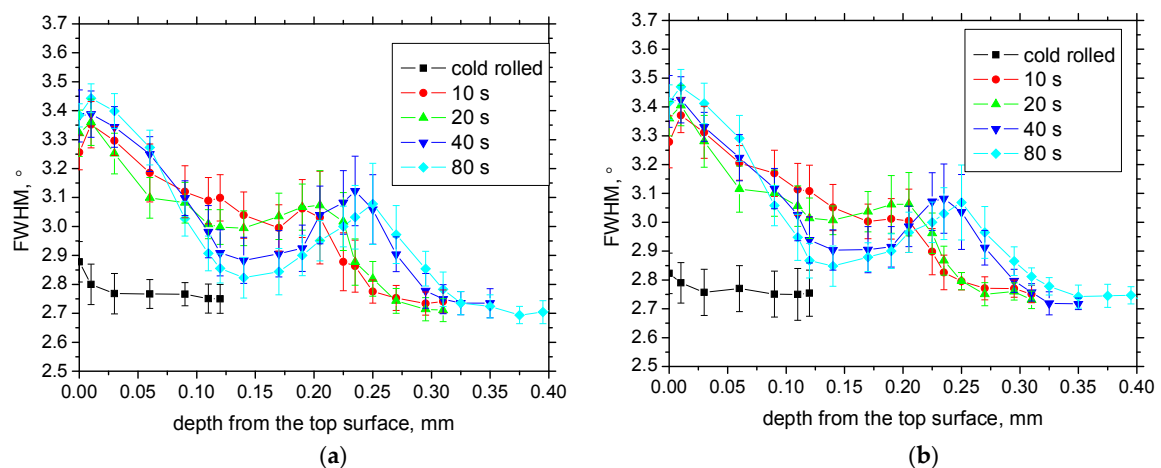 3.7
3.6
3.5
3.4
3.3
3.2
3.1
3.0
2.9
2.8
2.7
2.6
2.5
FWHM, °
cold rolled
10 s
20 s
40 s
80 s
0.00 0.05 0.10 0.15 0.20 0.25 0.30 0.35 0.40
depth from the top surface, mm
(a)
3.7
3.6
3.5
3.4
3.3
3.2
3.1
3.0
2.9
2.8
2.7
2.6
2.5
FWHM, °
cold rolled
10 s
20 s
40 s
80 s
0.00 0.05 0.10 0.15 0.20 0.25 0.30 0.35 0.40
depth from the top surface, mm
(b)